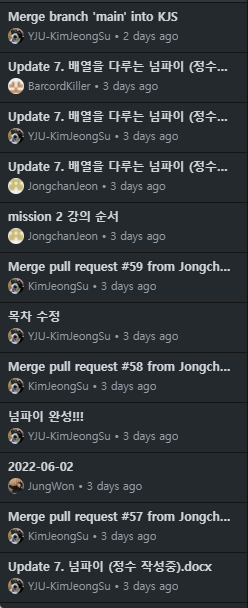 Merge branch 'main' into KJS
YJU-KimJeongSu • 2 days ago
Update 7. 배열을 다루는 넘파이 (정수...
BarcordKiller • 3 days ago
Update 7. 배열을 다루는 넘파이 (정수...
YJU-KimJeongSu • 3 days ago
Update 7. 배열을 다루는 넘파이 (정수...
JongchanJeon • 3 days ago
mission 2 강의 순서
JongchanJeon • 3 days ago
Merge pull request #59 from Jongch...
KimJeongSu • 3 days ago
목차 수정
YJU-KimJeongSu • 3 days ago
Merge pull request #58 from Jongch...
KimJeongSu • 3 days ago
넘파이 완성!!!
YJU-KimJeongSu • 3 days ago
2022-06-02
JungWon • 3 days ago
Merge pull request #57 from Jongch...
KimJeongSu • 3 days ago
Update 7. 넘파이 (정수 작성중).docx
YJU-KimJeongSu • 3 days ago